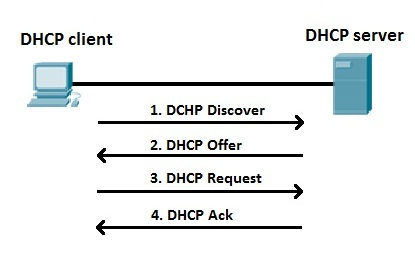 DHCP client
DHCP server
1. DCHP Discover
2. DHCP Offer
3. DHCP Request
4. DHCP Ack